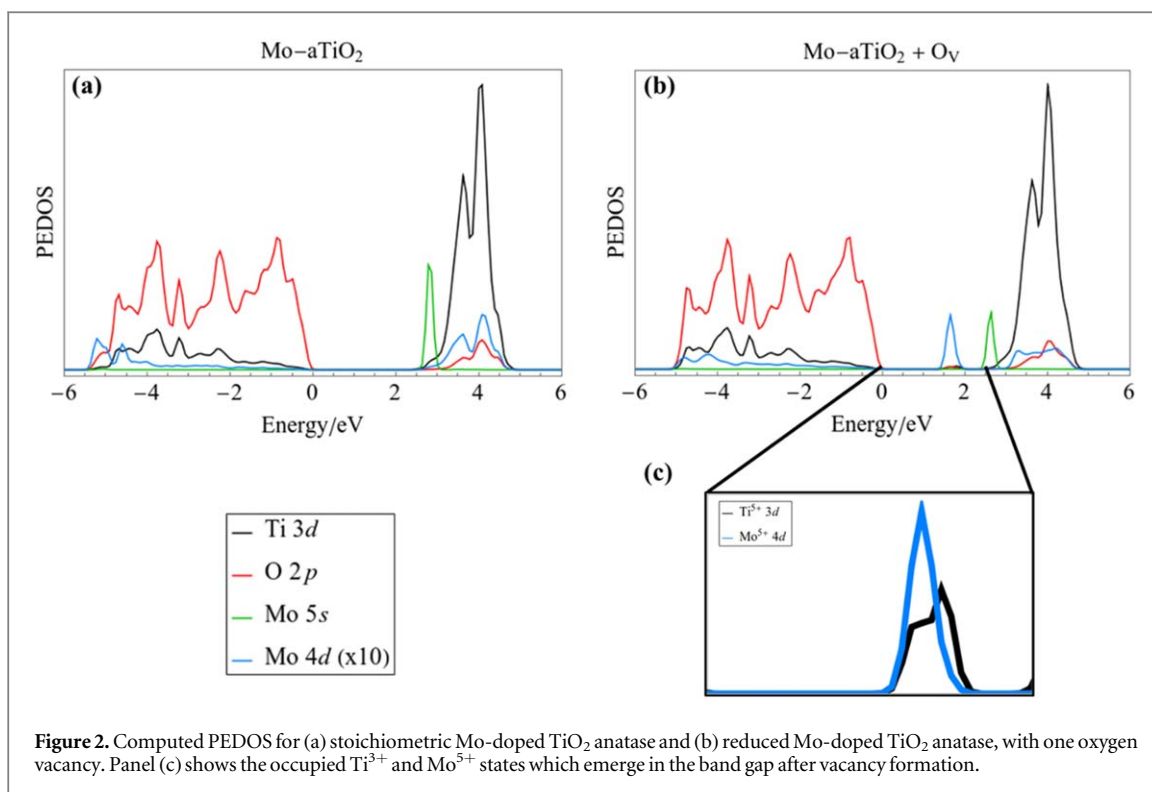 Mo−aTiO₂
(a)
PEDOS
−6 −4 −2 0 2 4 6
Energy/eV
Mo−aTiO₂ + Oᵥ
(b)
PEDOS
−6 −4 −2 0 2 4 6
Energy/eV
(c)
Ti⁵⁺ 3d
Mo⁵⁺ 4d
Ti 3d
O 2p
Mo 5s
Mo 4d (x10)
Figure 2. Computed PEDOS for (a) stoichiometric Mo-doped TiO₂ anatase and (b) reduced Mo-doped TiO₂ anatase, with one oxygen
vacancy. Panel (c) shows the occupied Ti³⁺ and Mo⁵⁺ states which emerge in the band gap after vacancy formation.